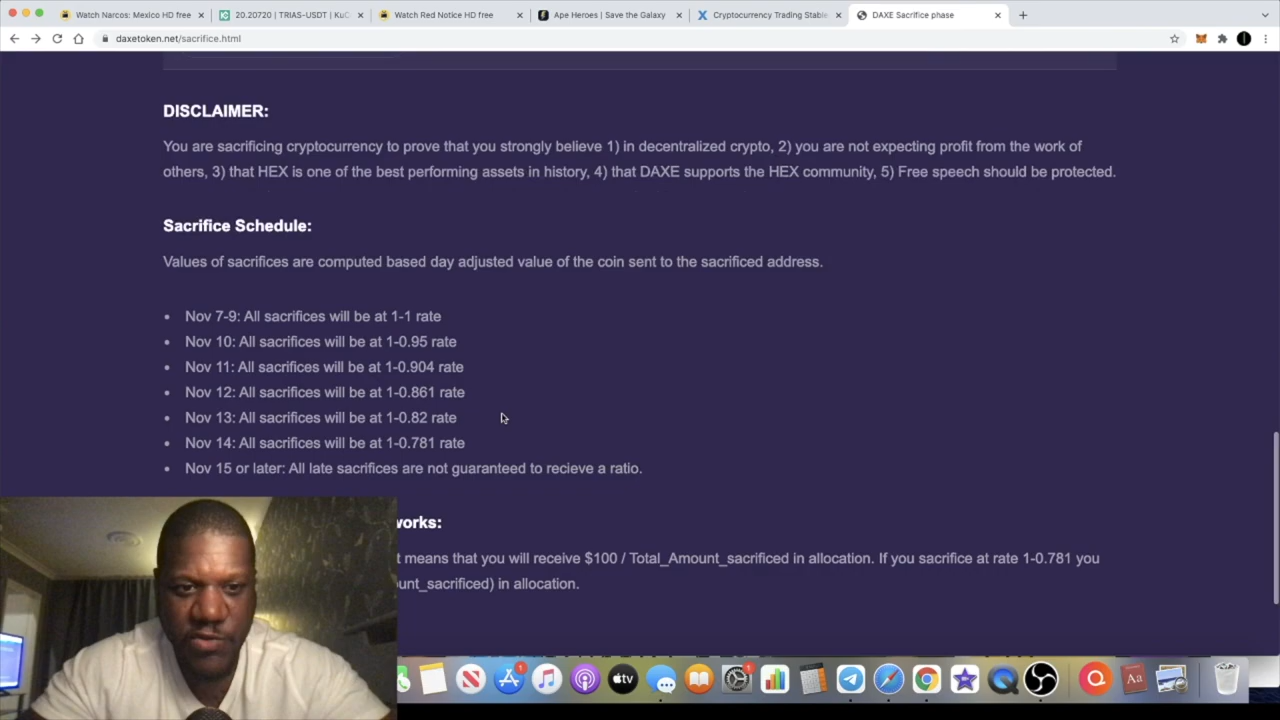 Watch Narcos: Mexico HD free
20.20720 | TRIAS-USDT | KuC
Watch Red Notice HD free
Ape Heroes | Save the Galaxy
Cryptocurrency Trading Stable
DAXE Sacrifice phase
daxetoken.net/sacrifice.html
DISCLAIMER:
You are sacrificing cryptocurrency to prove that you strongly believe 1) in decentralized crypto, 2) you are not expecting profit from the work of
others, 3) that HEX is one of the best performing assets in history, 4) that DAXE supports the HEX community, 5) Free speech should be protected.
Sacrifice Schedule:
Values of sacrifices are computed based day adjusted value of the coin sent to the sacrificed address.
• Nov 7-9: All sacrifices will be at 1-1 rate
• Nov 10: All sacrifices will be at 1-0.95 rate
• Nov 11: All sacrifices will be at 1-0.904 rate
• Nov 12: All sacrifices will be at 1-0.861 rate
• Nov 13: All sacrifices will be at 1-0.82 rate
• Nov 14: All sacrifices will be at 1-0.781 rate
• Nov 15 or later: All late sacrifices are not guaranteed to recieve a ratio.
works:
t means that you will receive $100 / Total_Amount_sacrificed in allocation. If you sacrifice at rate 1-0.781 you
unt_sacrificed) in allocation.
1
tv
1
Aa